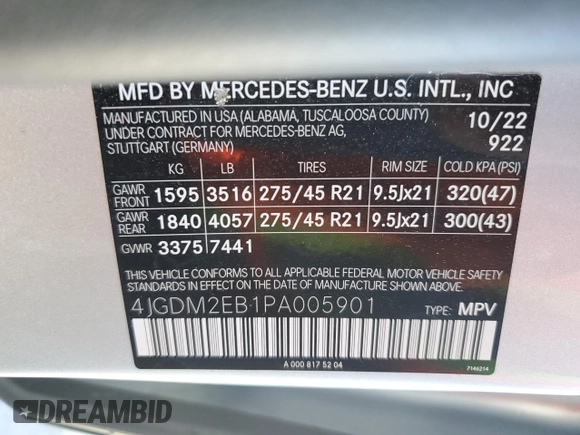 MFD BY MERCEDES-BENZ U.S. INTL., INC
MANUFACTURED IN USA (ALABAMA, TUSCALOOSA COUNTY) 10/22
UNDER CONTRACT FOR MERCEDES-BENZ AG, 922
STUTTGART (GERMANY)
KG LB TIRES RIM SIZE COLD KPA (PSI)
GAWR FRONT 1595 3516 275/45 R21 9.5Jx21 320(47)
GAWR REAR 1840 4057 275/45 R21 9.5Jx21 300(43)
GVWR 3375 7441
THIS VEHICLE CONFORMS TO ALL APPLICABLE FEDERAL MOTOR VEHICLE SAFETY
STANDARDS IN EFFECT ON THE DATE OF MANUFACTURE SHOWN ABOVE.
4JGDM2EB1PA005901 TYPE: MPV
A 000 817 52 04 7146214
DREAMBID